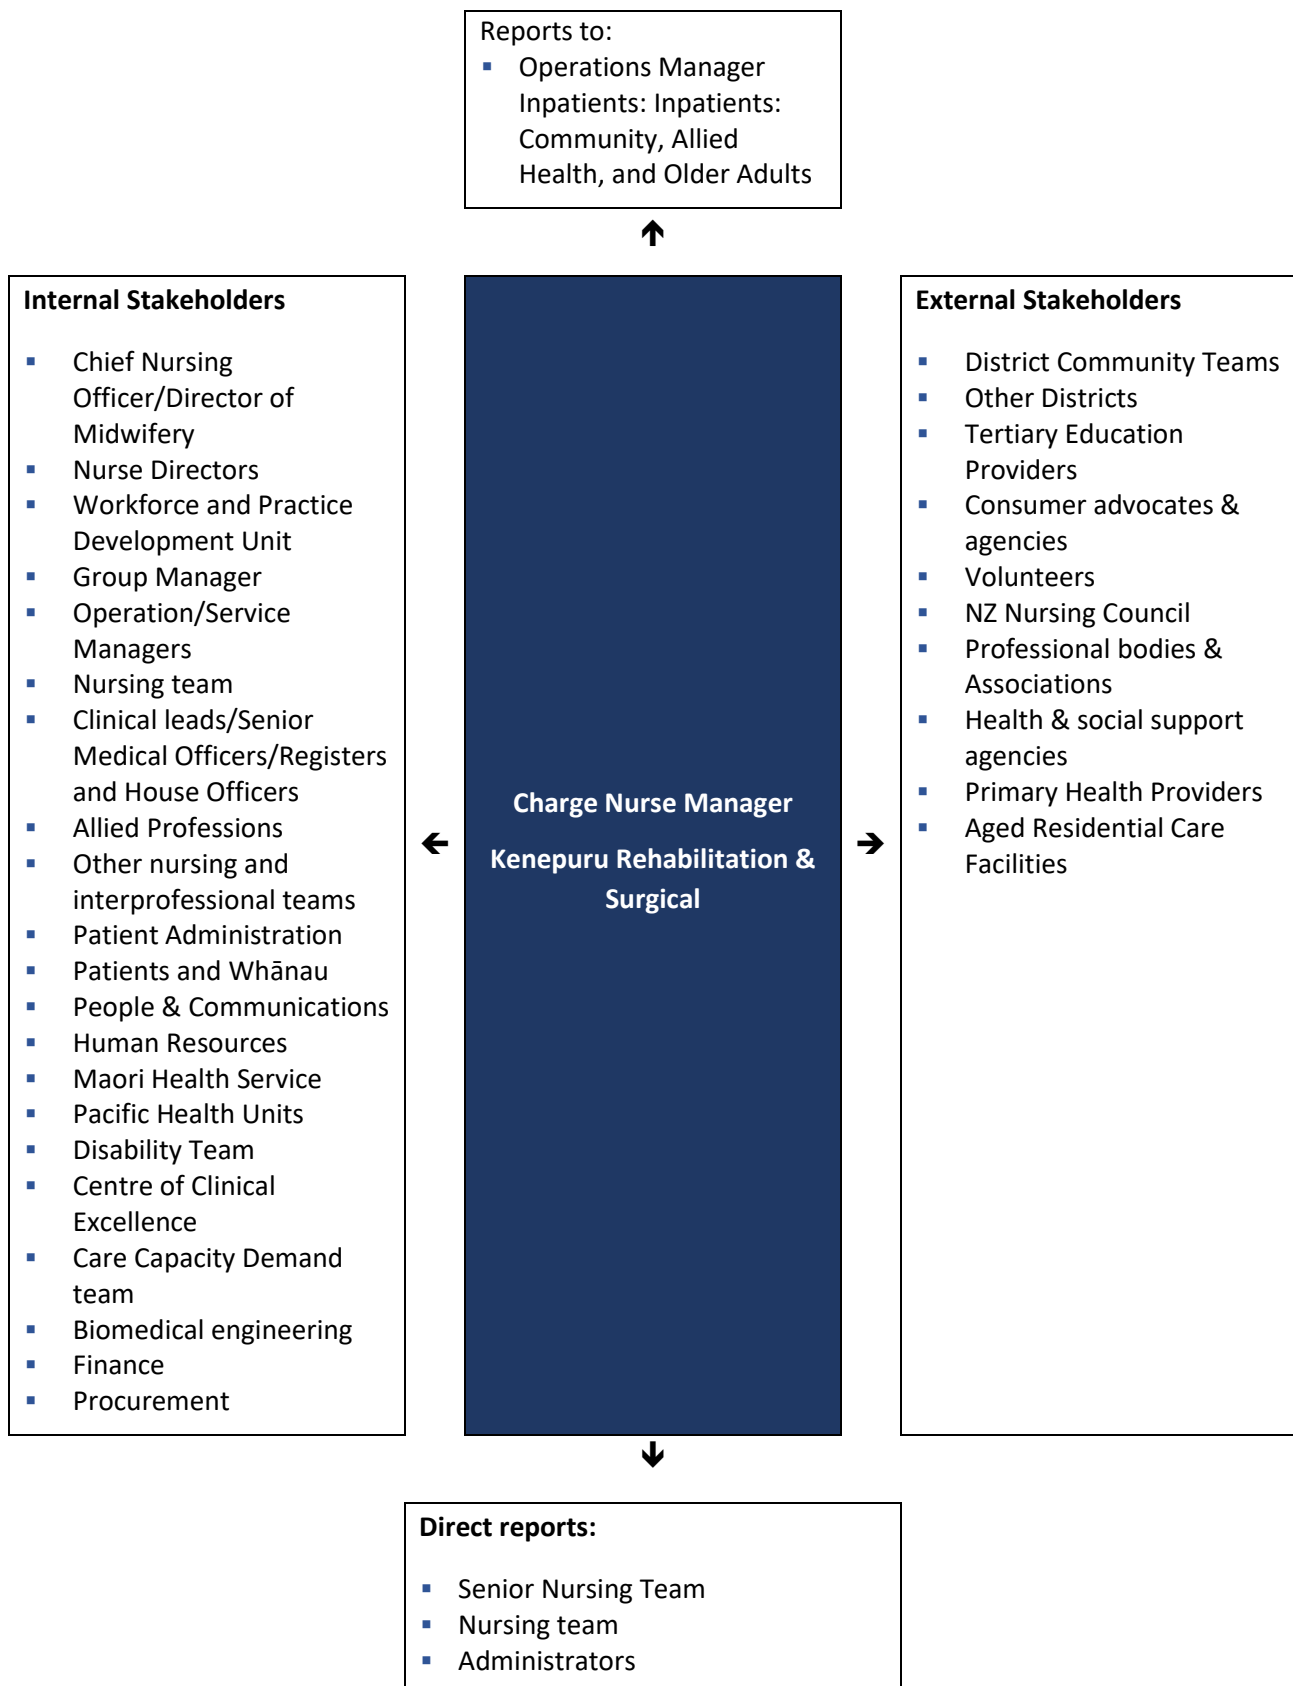 Reports to:
▪ Operations Manager
Inpatients: Inpatients:
Community, Allied
Health, and Older Adults
🡩
Internal Stakeholders
▪ Chief Nursing
Officer/Director of
Midwifery
▪ Nurse Directors
▪ Workforce and Practice
Development Unit
▪ Group Manager
▪ Operation/Service
Managers
▪ Nursing team
▪ Clinical leads/Senior
Medical Officers/Registers
and House Officers
▪ Allied Professions
▪ Other nursing and
interprofessional teams
▪ Patient Administration
▪ Patients and Whānau
▪ People & Communications
▪ Human Resources
▪ Maori Health Service
▪ Pacific Health Units
▪ Disability Team
▪ Centre of Clinical
Excellence
▪ Care Capacity Demand
team
▪ Biomedical engineering
▪ Finance
▪ Procurement
🡨
Charge Nurse Manager
Kenepuru Rehabilitation &
Surgical
🡪
External Stakeholders
▪ District Community Teams
▪ Other Districts
▪ Tertiary Education
Providers
▪ Consumer advocates &
agencies
▪ Volunteers
▪ NZ Nursing Council
▪ Professional bodies &
Associations
▪ Health & social support
agencies
▪ Primary Health Providers
▪ Aged Residential Care
Facilities
🡫
Direct reports:
▪ Senior Nursing Team
▪ Nursing team
▪ Administrators